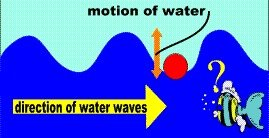 motion of water
?
direction of water waves